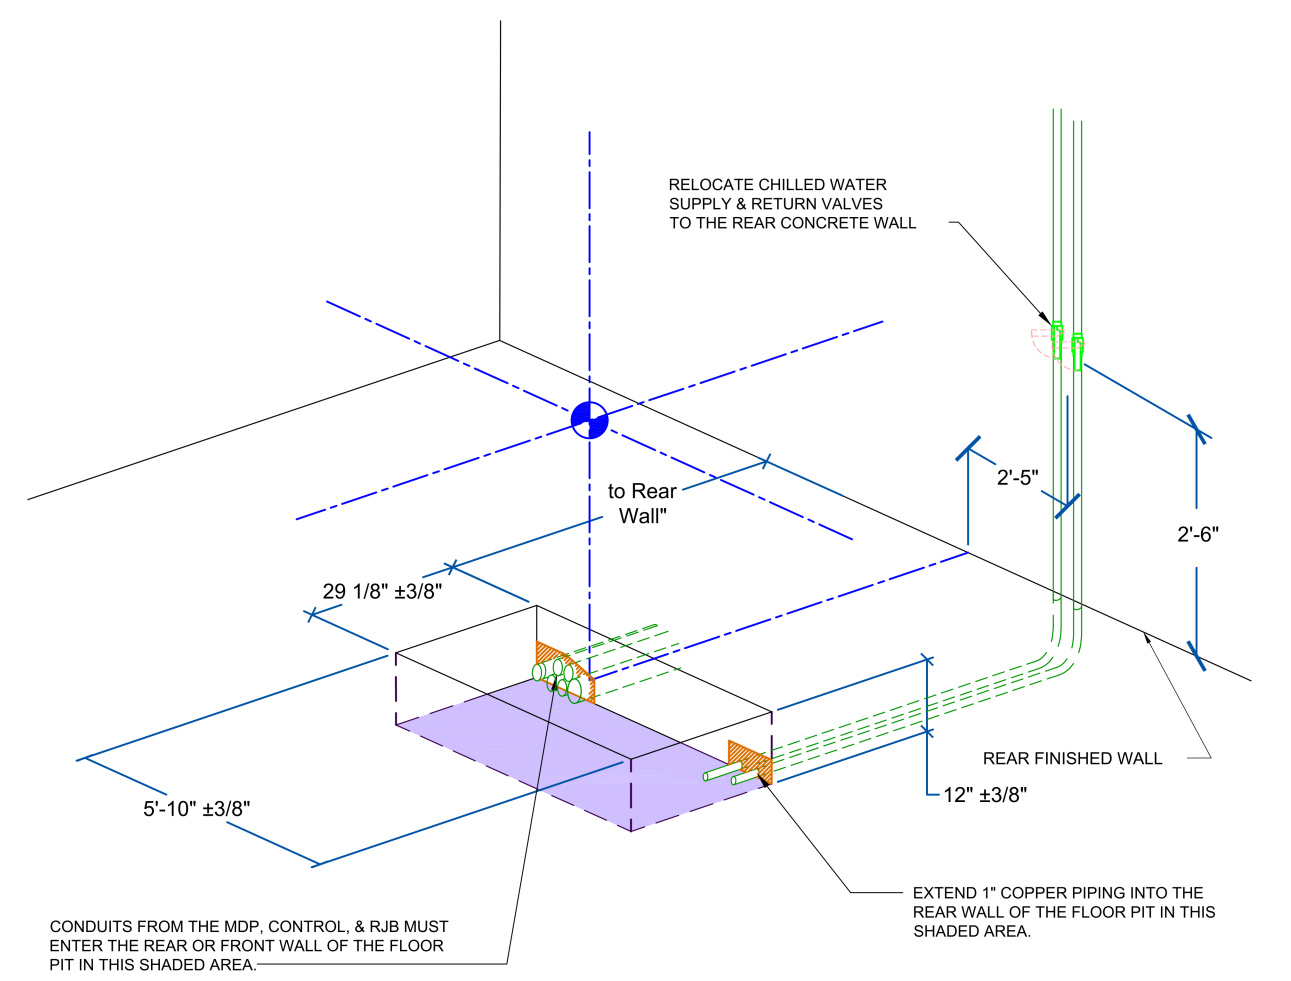 RELOCATE CHILLED WATER
SUPPLY & RETURN VALVES
TO THE REAR CONCRETE WALL
2'-5"
to Rear
Wall"
2'-6"
29 1/8" ±3/8"
REAR FINISHED WALL
12" ±3/8"
5'-10" ±3/8"
EXTEND 1" COPPER PIPING INTO THE
REAR WALL OF THE FLOOR PIT IN THIS
SHADED AREA.
CONDUITS FROM THE MDP, CONTROL, & RJB MUST
ENTER THE REAR OR FRONT WALL OF THE FLOOR
PIT IN THIS SHADED AREA.